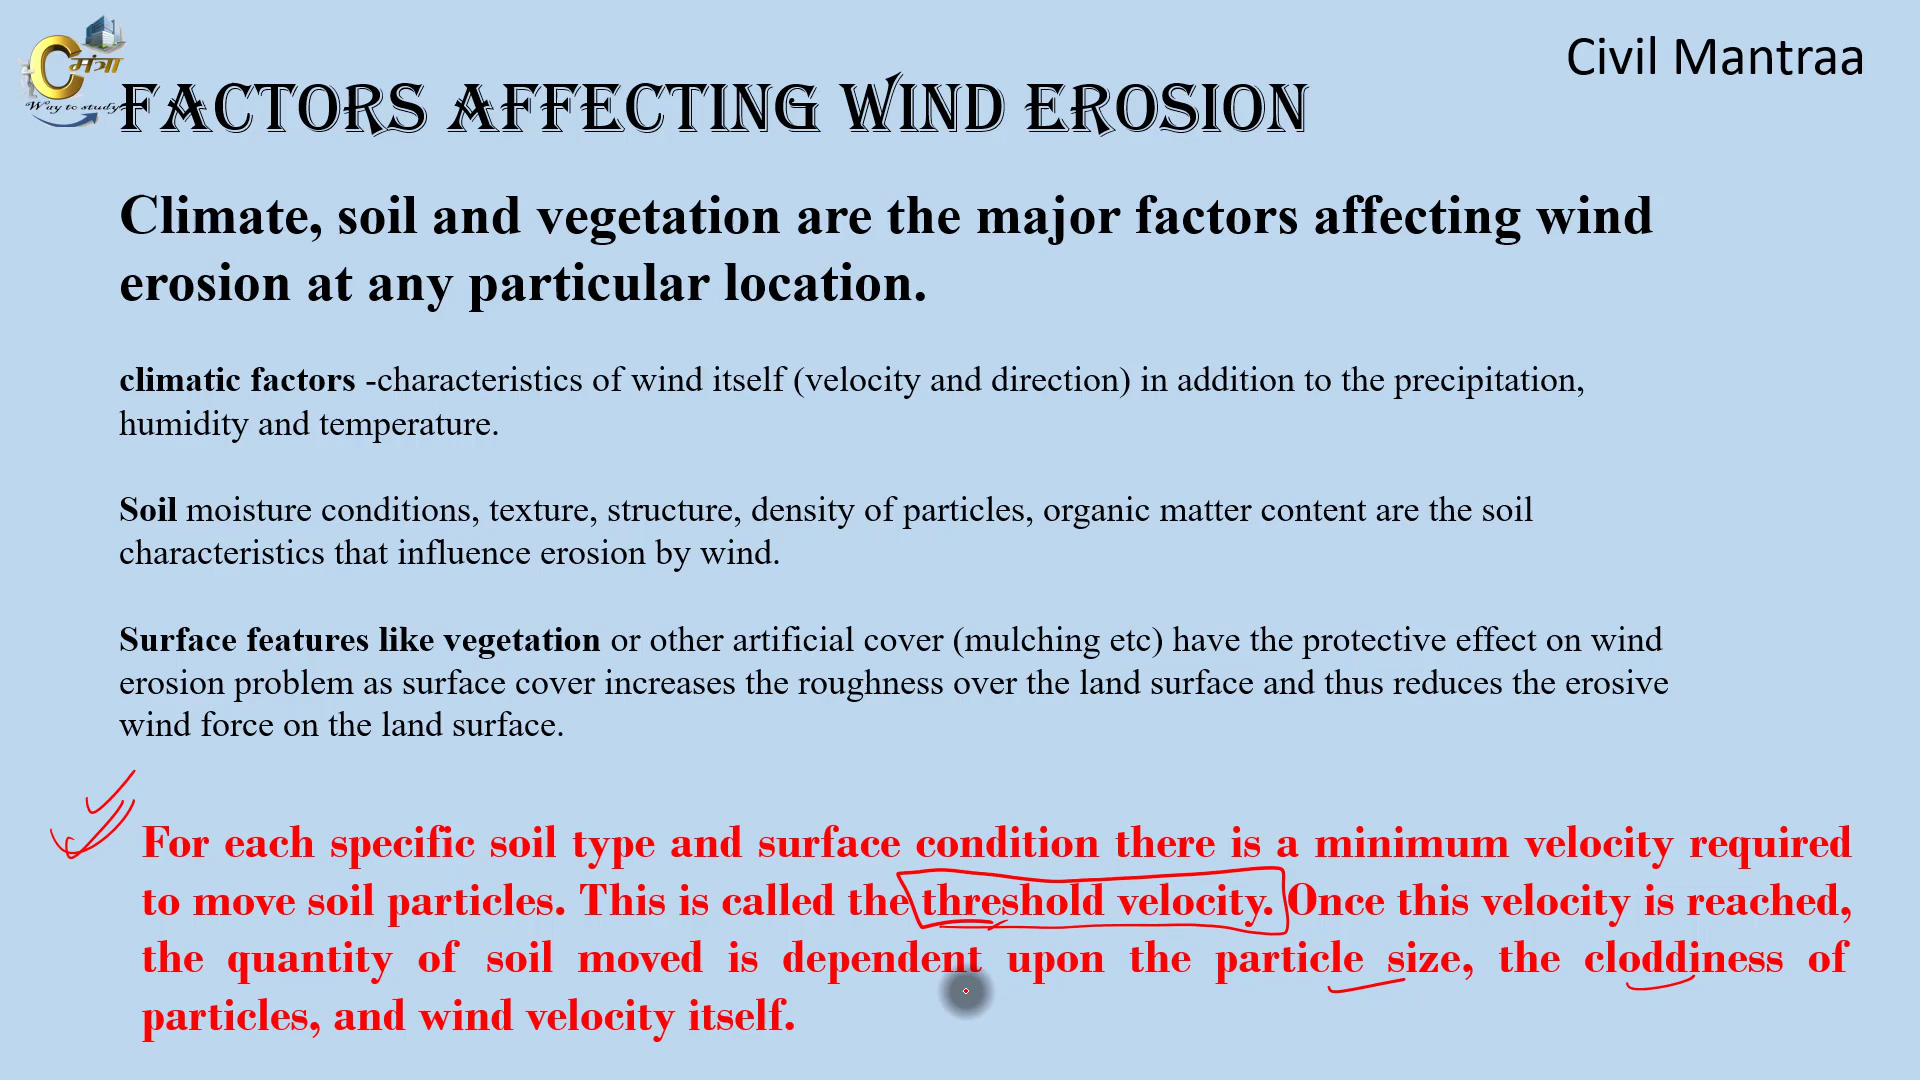 Civil Mantraa
C मंत्रा
Way to study
FACTORS AFFECTING WIND EROSION
Climate, soil and vegetation are the major factors affecting wind
erosion at any particular location.
climatic factors -characteristics of wind itself (velocity and direction) in addition to the precipitation,
humidity and temperature.
Soil moisture conditions, texture, structure, density of particles, organic matter content are the soil
characteristics that influence erosion by wind.
Surface features like vegetation or other artificial cover (mulching etc) have the protective effect on wind
erosion problem as surface cover increases the roughness over the land surface and thus reduces the erosive
wind force on the land surface.
For each specific soil type and surface condition there is a minimum velocity required
to move soil particles. This is called the threshold velocity. Once this velocity is reached,
the quantity of soil moved is dependent upon the particle size, the cloddiness of
particles, and wind velocity itself.